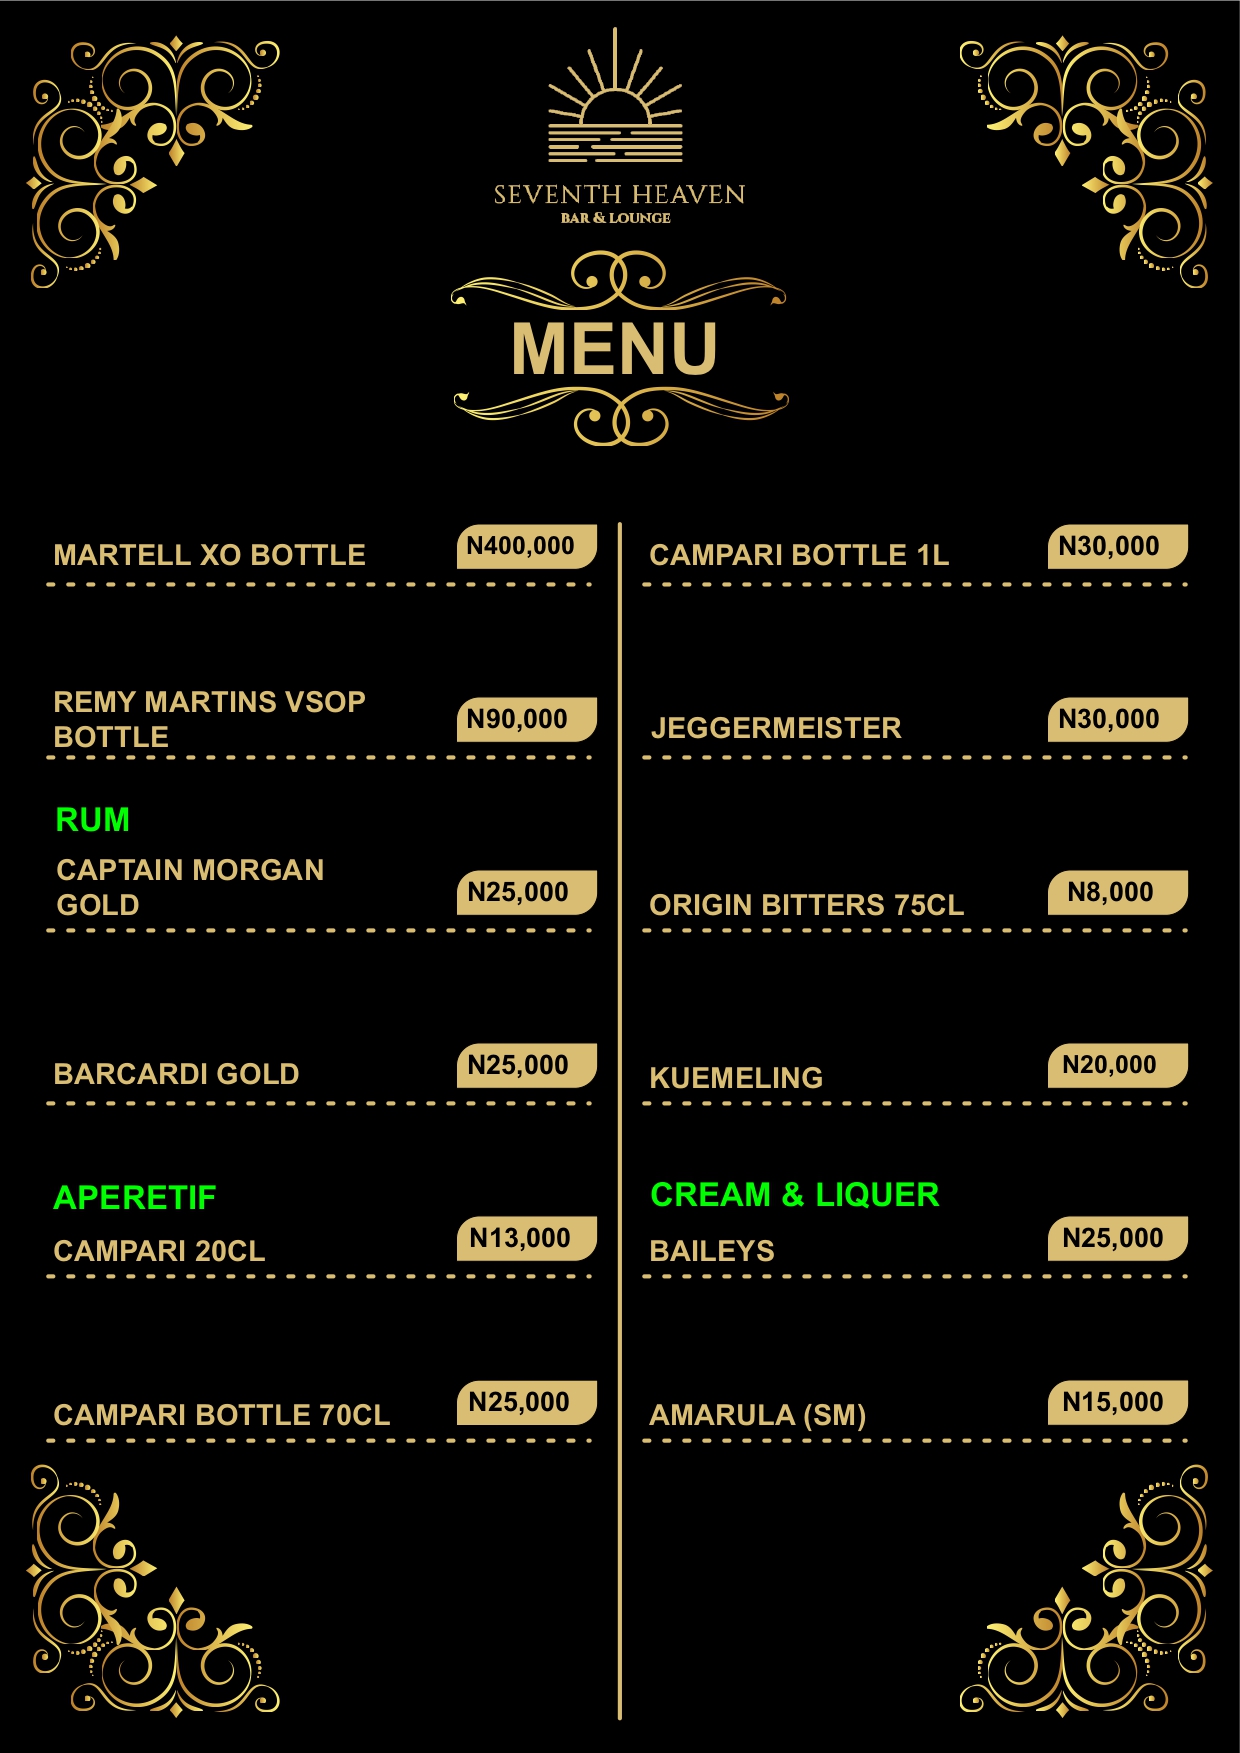 SEVENTH HEAVEN
BAR & LOUNGE
MENU
MARTELL XO BOTTLE
N400,000
REMY MARTINS VSOP
BOTTLE
N90,000
RUM
CAPTAIN MORGAN
GOLD
N25,000
BARCARDI GOLD
N25,000
APERETIF
CAMPARI 20CL
N13,000
CAMPARI BOTTLE 70CL
N25,000
CAMPARI BOTTLE 1L
N30,000
JEGGERMEISTER
N30,000
ORIGIN BITTERS 75CL
N8,000
KUEMELING
N20,000
CREAM & LIQUER
BAILEYS
N25,000
AMARULA (SM)
N15,000